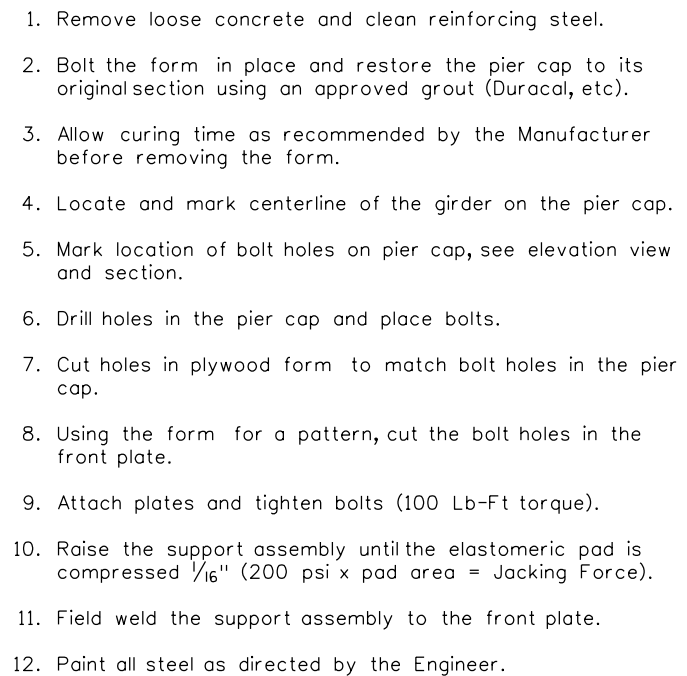 1. Remove loose concrete and clean reinforcing steel.
2. Bolt the form in place and restore the pier cap to its
original section using an approved grout (Duracal, etc).
3. Allow curing time as recommended by the Manufacturer
before removing the form.
4. Locate and mark centerline of the girder on the pier cap.
5. Mark location of bolt holes on pier cap, see elevation view
and section.
6. Drill holes in the pier cap and place bolts.
7. Cut holes in plywood form to match bolt holes in the pier
cap.
8. Using the form for a pattern, cut the bolt holes in the
front plate.
9. Attach plates and tighten bolts (100 Lb-Ft torque).
10. Raise the support assembly until the elastomeric pad is
compressed 1/16" (200 psi x pad area = Jacking Force).
11. Field weld the support assembly to the front plate.
12. Paint all steel as directed by the Engineer.